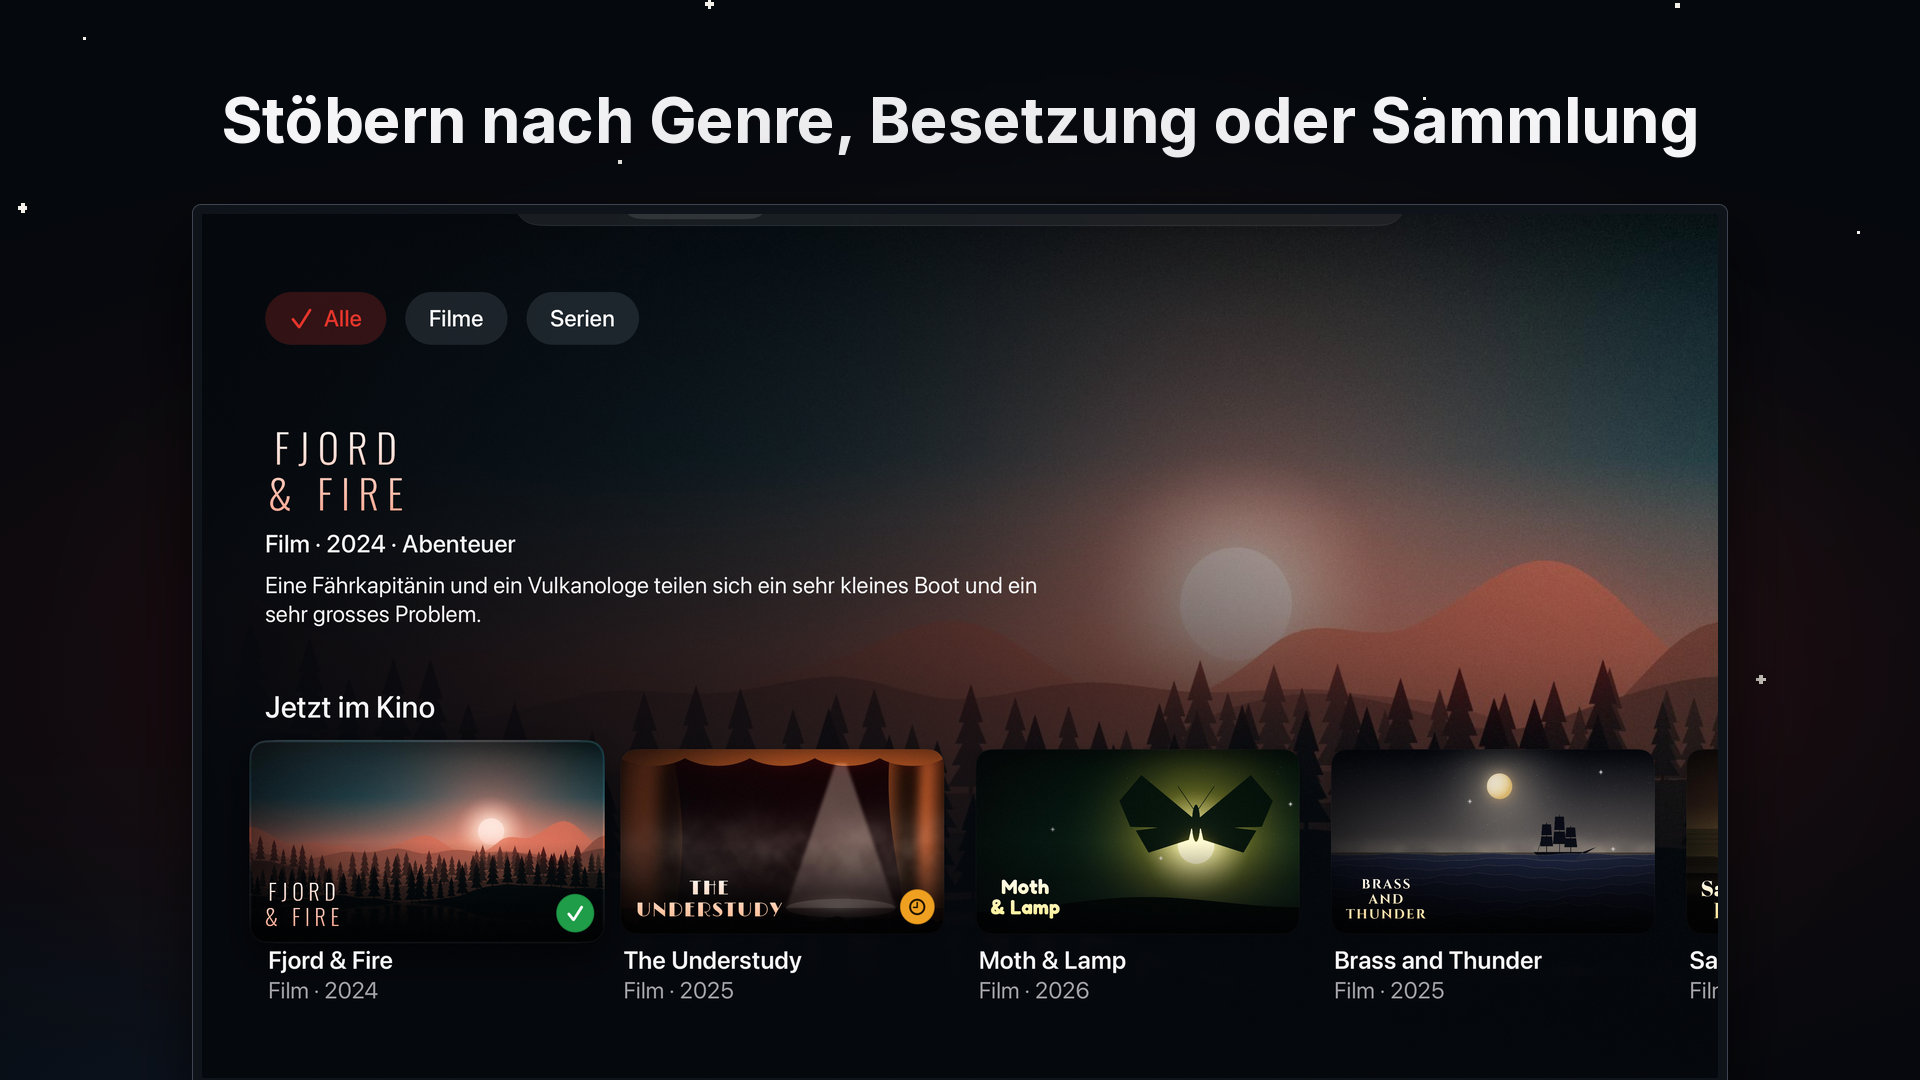 Stöbern nach Genre, Besetzung oder Sammlung
Alle
Filme
Serien
FJORD
& FIRE
Film · 2024 · Abenteuer
Eine Fährkapitänin und ein Vulkanologe teilen sich ein sehr kleines Boot und ein
sehr grosses Problem.
Jetzt im Kino
FJORD
& FIRE
THE
UNDERSTUDY
Moth
& Lamp
BRASS
AND
THUNDER
Fjord & Fire
Film · 2024
The Understudy
Film · 2025
Moth & Lamp
Film · 2026
Brass and Thunder
Film · 2025